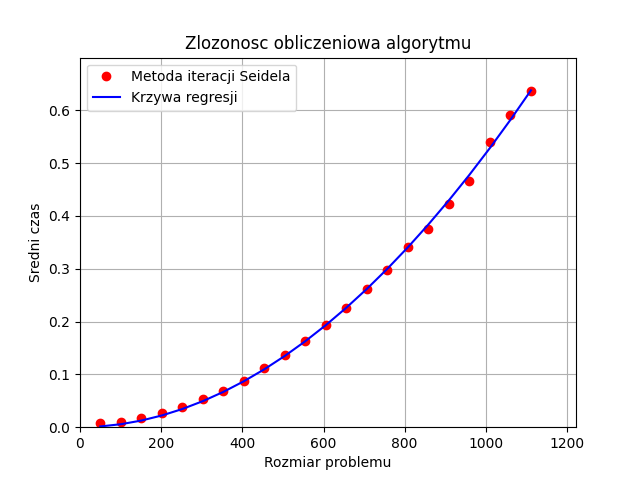 Zlozonosc obliczeniowa algorytmu
Metoda iteracji Seidela
Krzywa regresji
Sredni czas
0.6
0.5
0.4
0.3
0.2
0.1
0.0
0 200 400 600 800 1000 1200
Rozmiar problemu